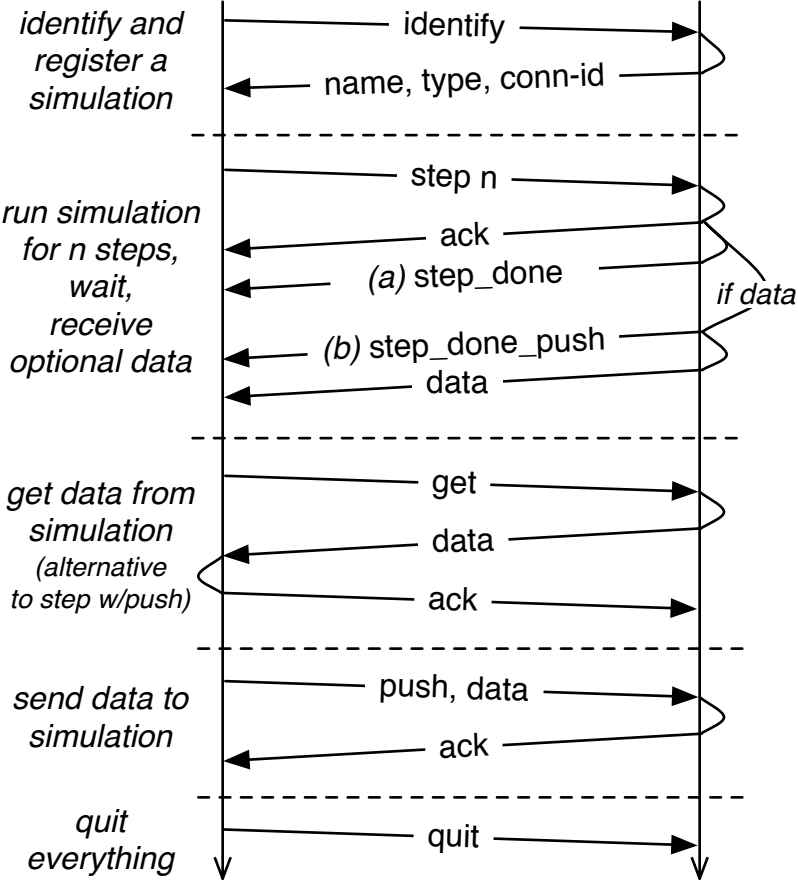 identify and
register a
simulation
identify
name, type, conn-id
run simulation
for n steps,
wait,
receive
optional data
step n
ack
(a) step_done
if data
(b) step_done_push
data
get data from
simulation
(alternative
to step w/push)
get
data
ack
send data to
simulation
push, data
ack
quit
everything
quit